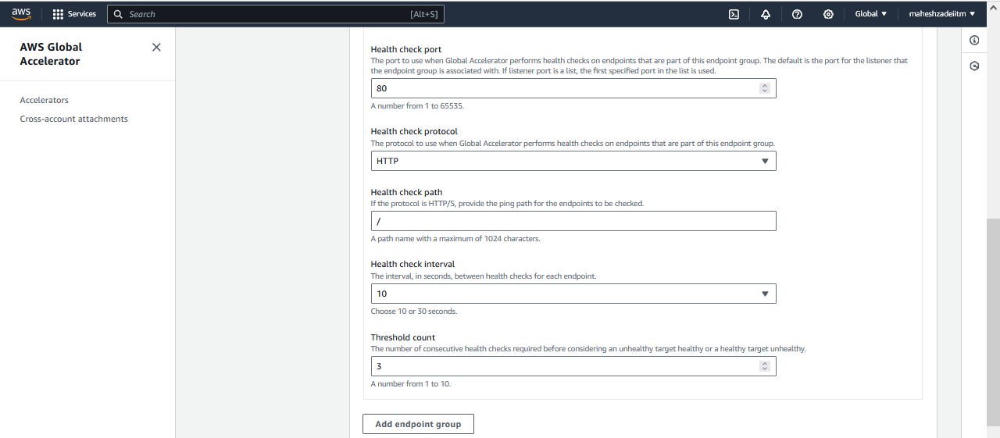 aws
Services
Search
[Alt+S]
Global
maheshzadeiitm
AWS Global
Accelerator
Accelerators
Cross-account attachments
Health check port
The port to use when Global Accelerator performs health checks on endpoints that are part of this endpoint group. The default is the port for the listener that
the endpoint group is associated with. If listener port is a list, the first specified port in the list is used.
80
A number from 1 to 65535.
Health check protocol
The protocol to use when Global Accelerator performs health checks on endpoints that are part of this endpoint group.
HTTP
Health check path
If the protocol is HTTP/S, provide the ping path for the endpoints to be checked.
/
A path name with a maximum of 1024 characters.
Health check interval
The interval, in seconds, between health checks for each endpoint.
10
Choose 10 or 30 seconds.
Threshold count
The number of consecutive health checks required before considering an unhealthy target healthy or a healthy target unhealthy.
3
A number from 1 to 10.
Add endpoint group